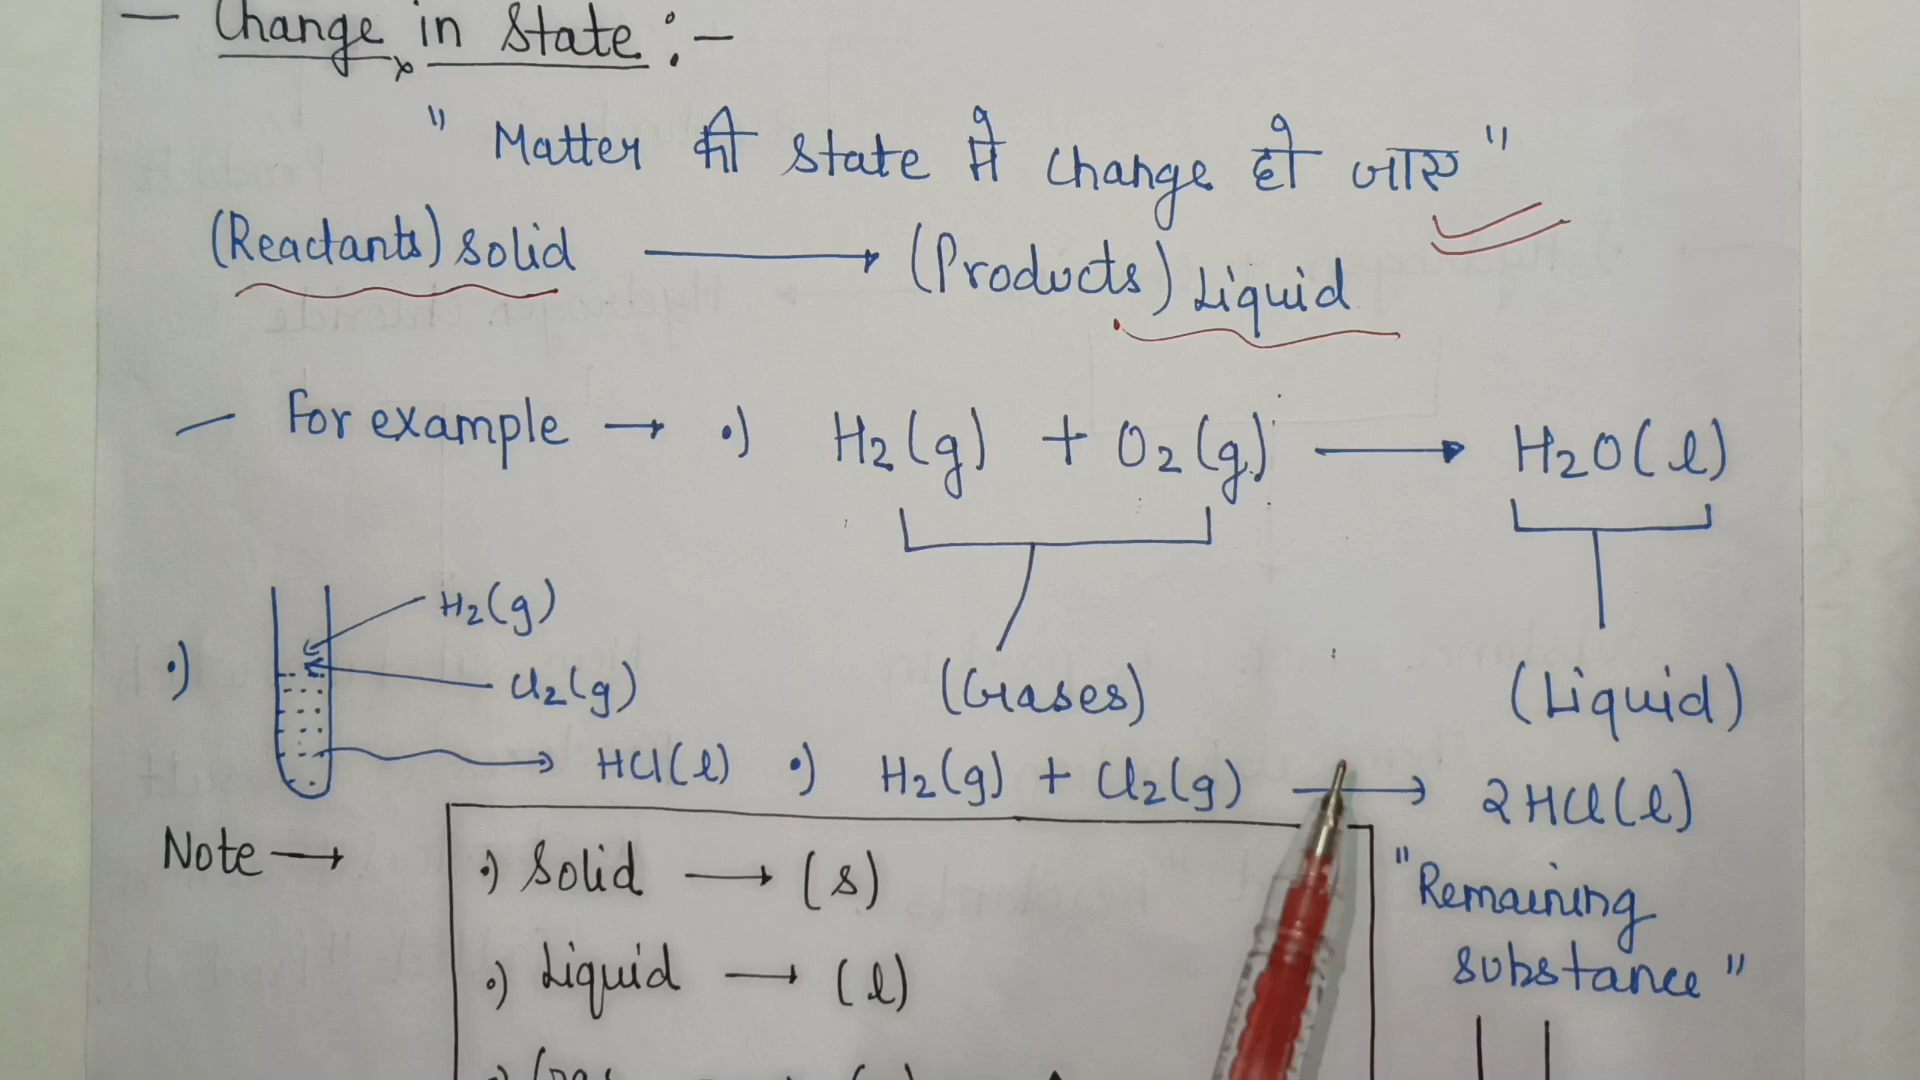 — Change in State :-
" Matter की state में change हो जाए "
(Reactants) solid ⟶ (Products) Liquid
— For example → •) H2(g) + O2(g) ⟶ H2O(l)
H2(g)
•) Cl2(g) (Gases) (Liquid)
HCl(l) •) H2(g) + Cl2(g) ⟶ 2HCl(l)
Note → •) Solid → (s) "Remaining
substance"
•) Liquid → (l)